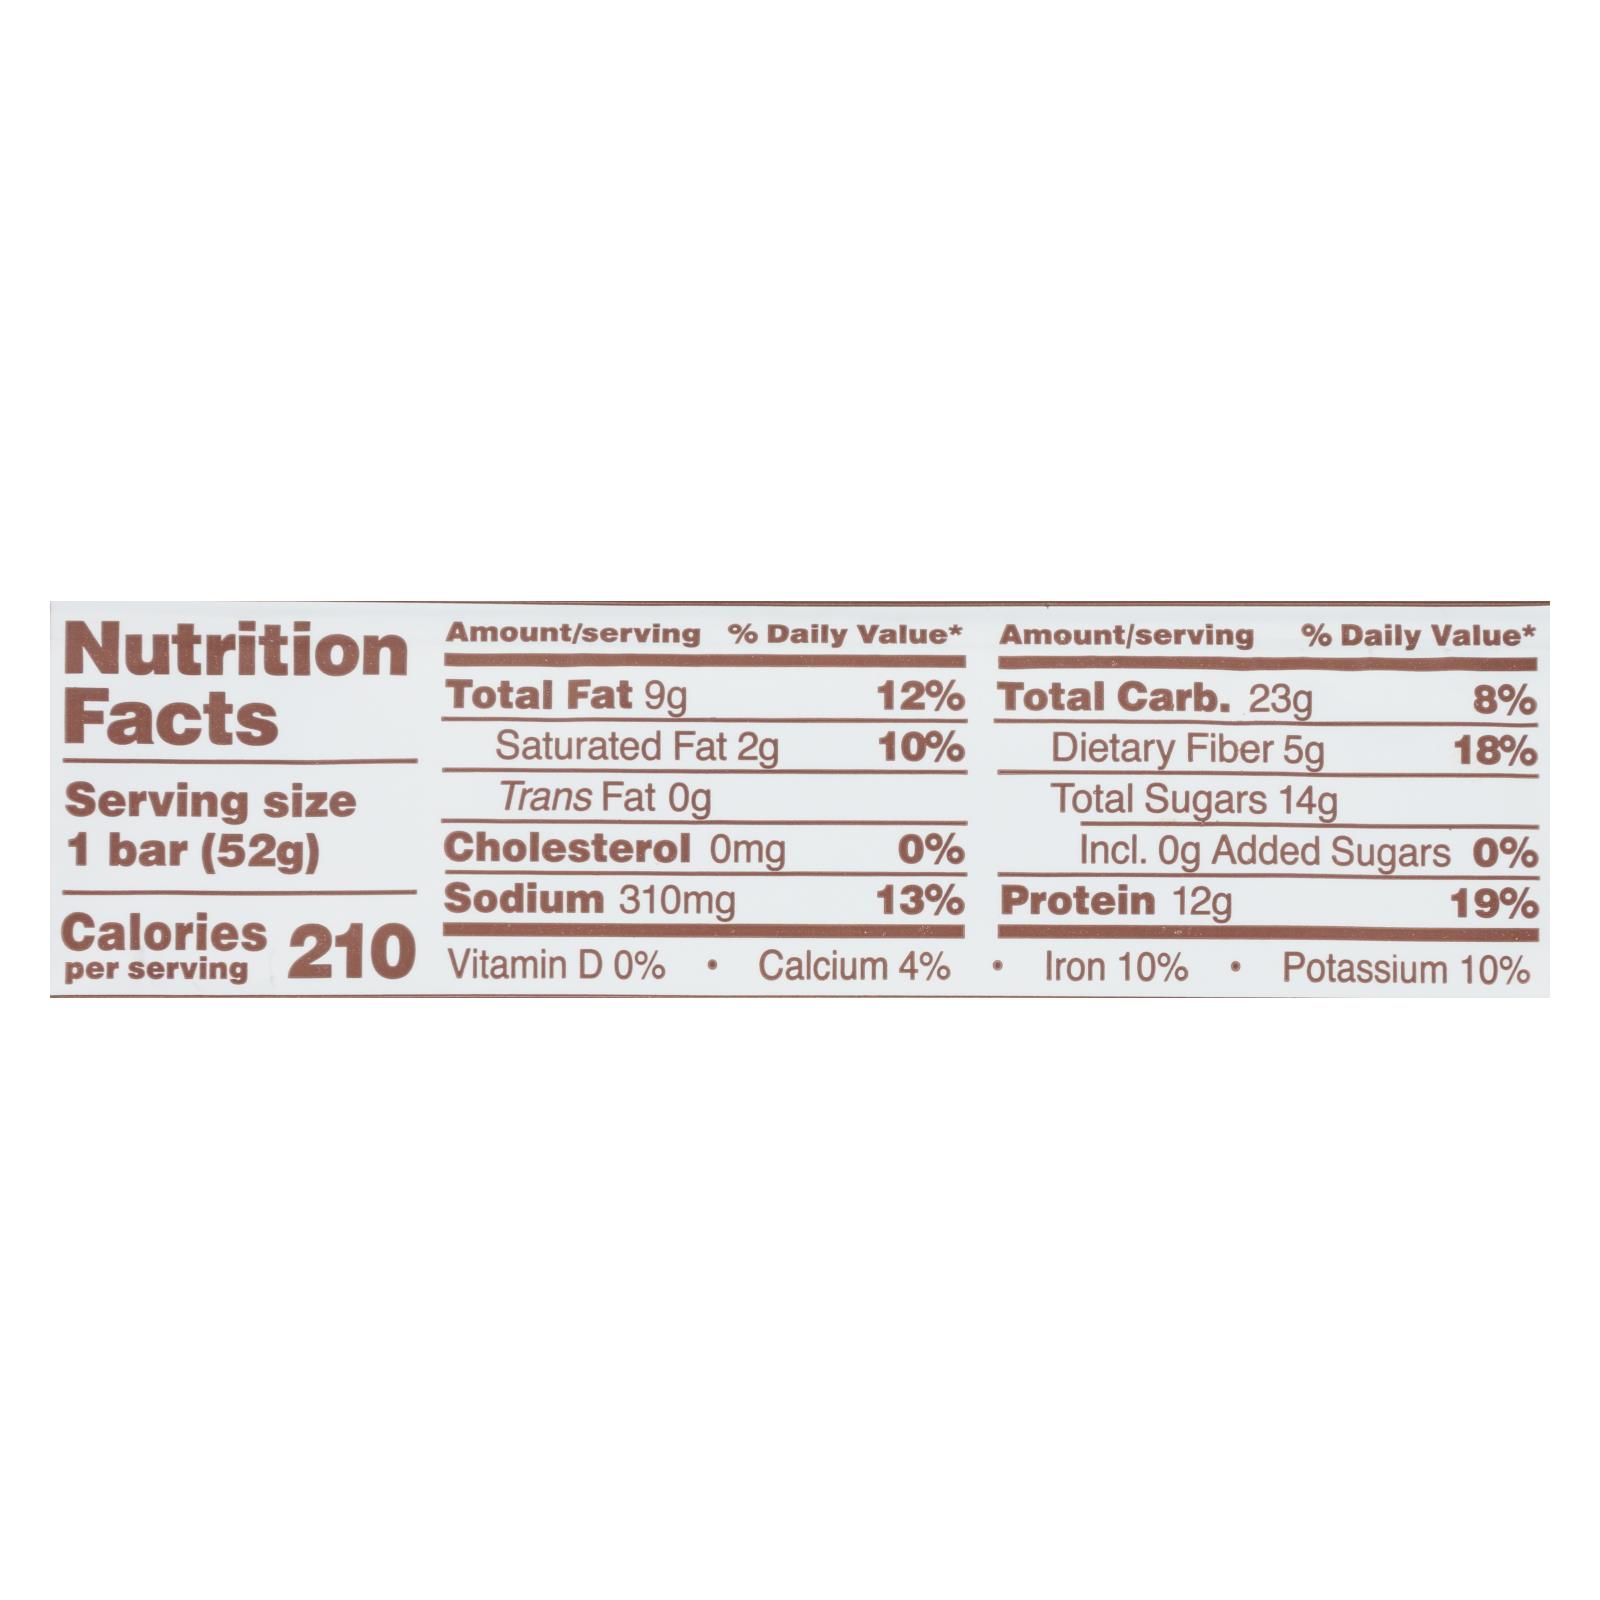 Nutrition
Facts
Serving size
1 bar (52g)
Calories
per serving
210
Amount/serving % Daily Value*
Total Fat 9g 12%
Saturated Fat 2g 10%
Trans Fat 0g
Cholesterol 0mg 0%
Sodium 310mg 13%
Amount/serving % Daily Value*
Total Carb. 23g 8%
Dietary Fiber 5g 18%
Total Sugars 14g
Incl. 0g Added Sugars 0%
Protein 12g 19%
Vitamin D 0% • Calcium 4% • Iron 10% • Potassium 10%